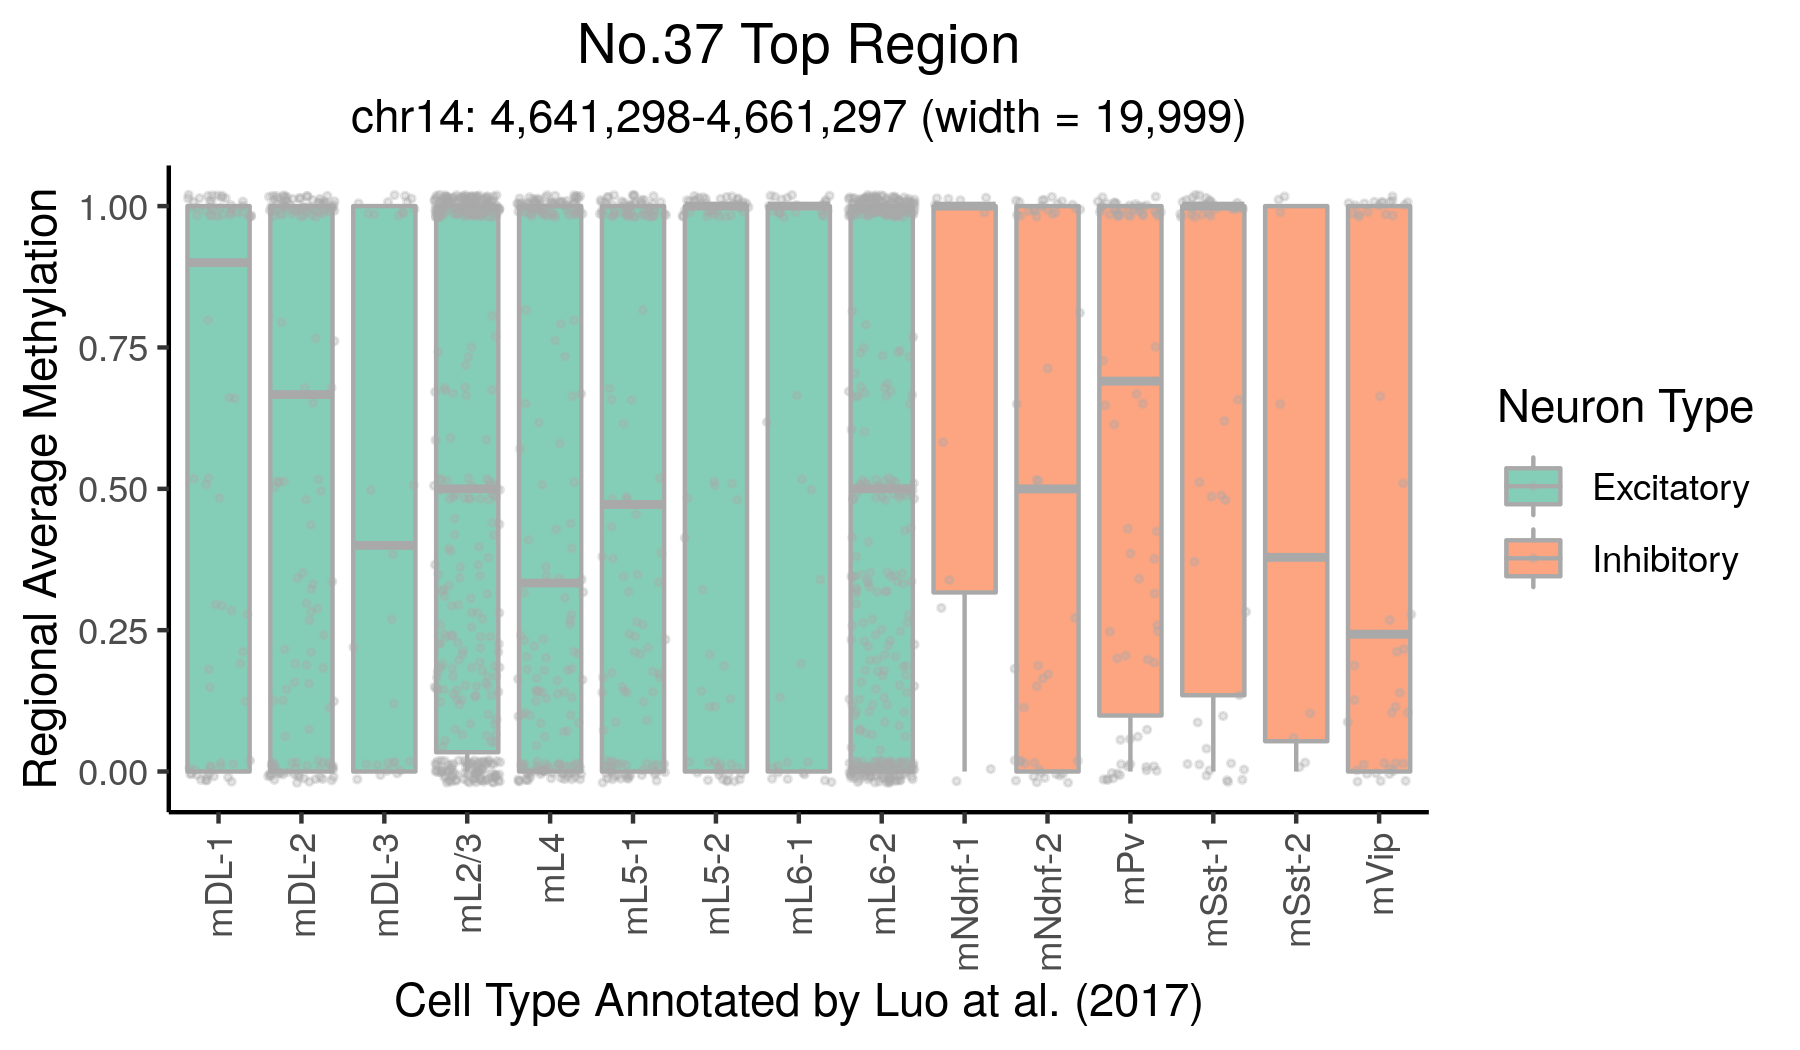 No.37 Top Region
chr14: 4,641,298-4,661,297 (width = 19,999)
Regional Average Methylation
1.00
0.75
0.50
0.25
0.00
mDL-1
mDL-2
mDL-3
mL2/3
mL4
mL5-1
mL5-2
mL6-1
mL6-2
mNdnf-1
mNdnf-2
mPv
mSst-1
mSst-2
mVip
Cell Type Annotated by Luo at al. (2017)
Neuron Type
Excitatory
Inhibitory